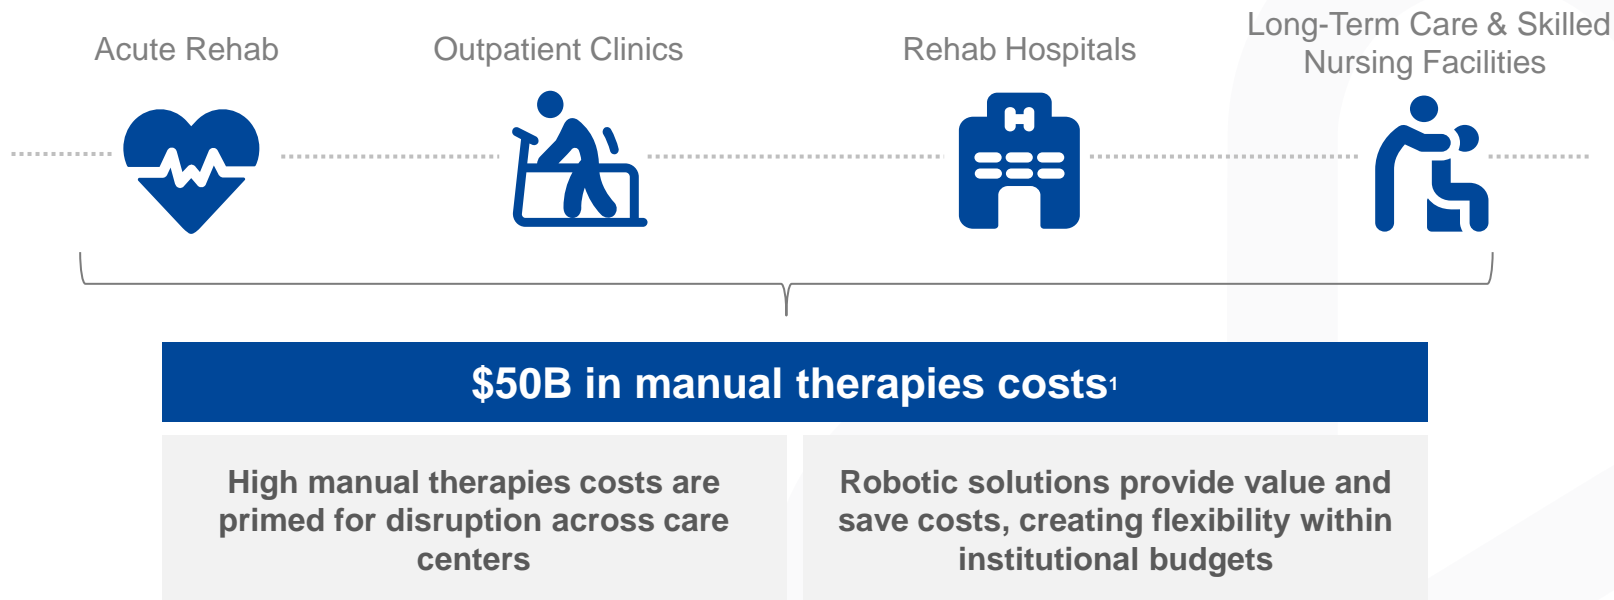 Acute Rehab
Outpatient Clinics
Rehab Hospitals
Long-Term Care & Skilled
Nursing Facilities
H
$50B in manual therapies costs¹
High manual therapies costs are
primed for disruption across care
centers
Robotic solutions provide value and
save costs, creating flexibility within
institutional budgets